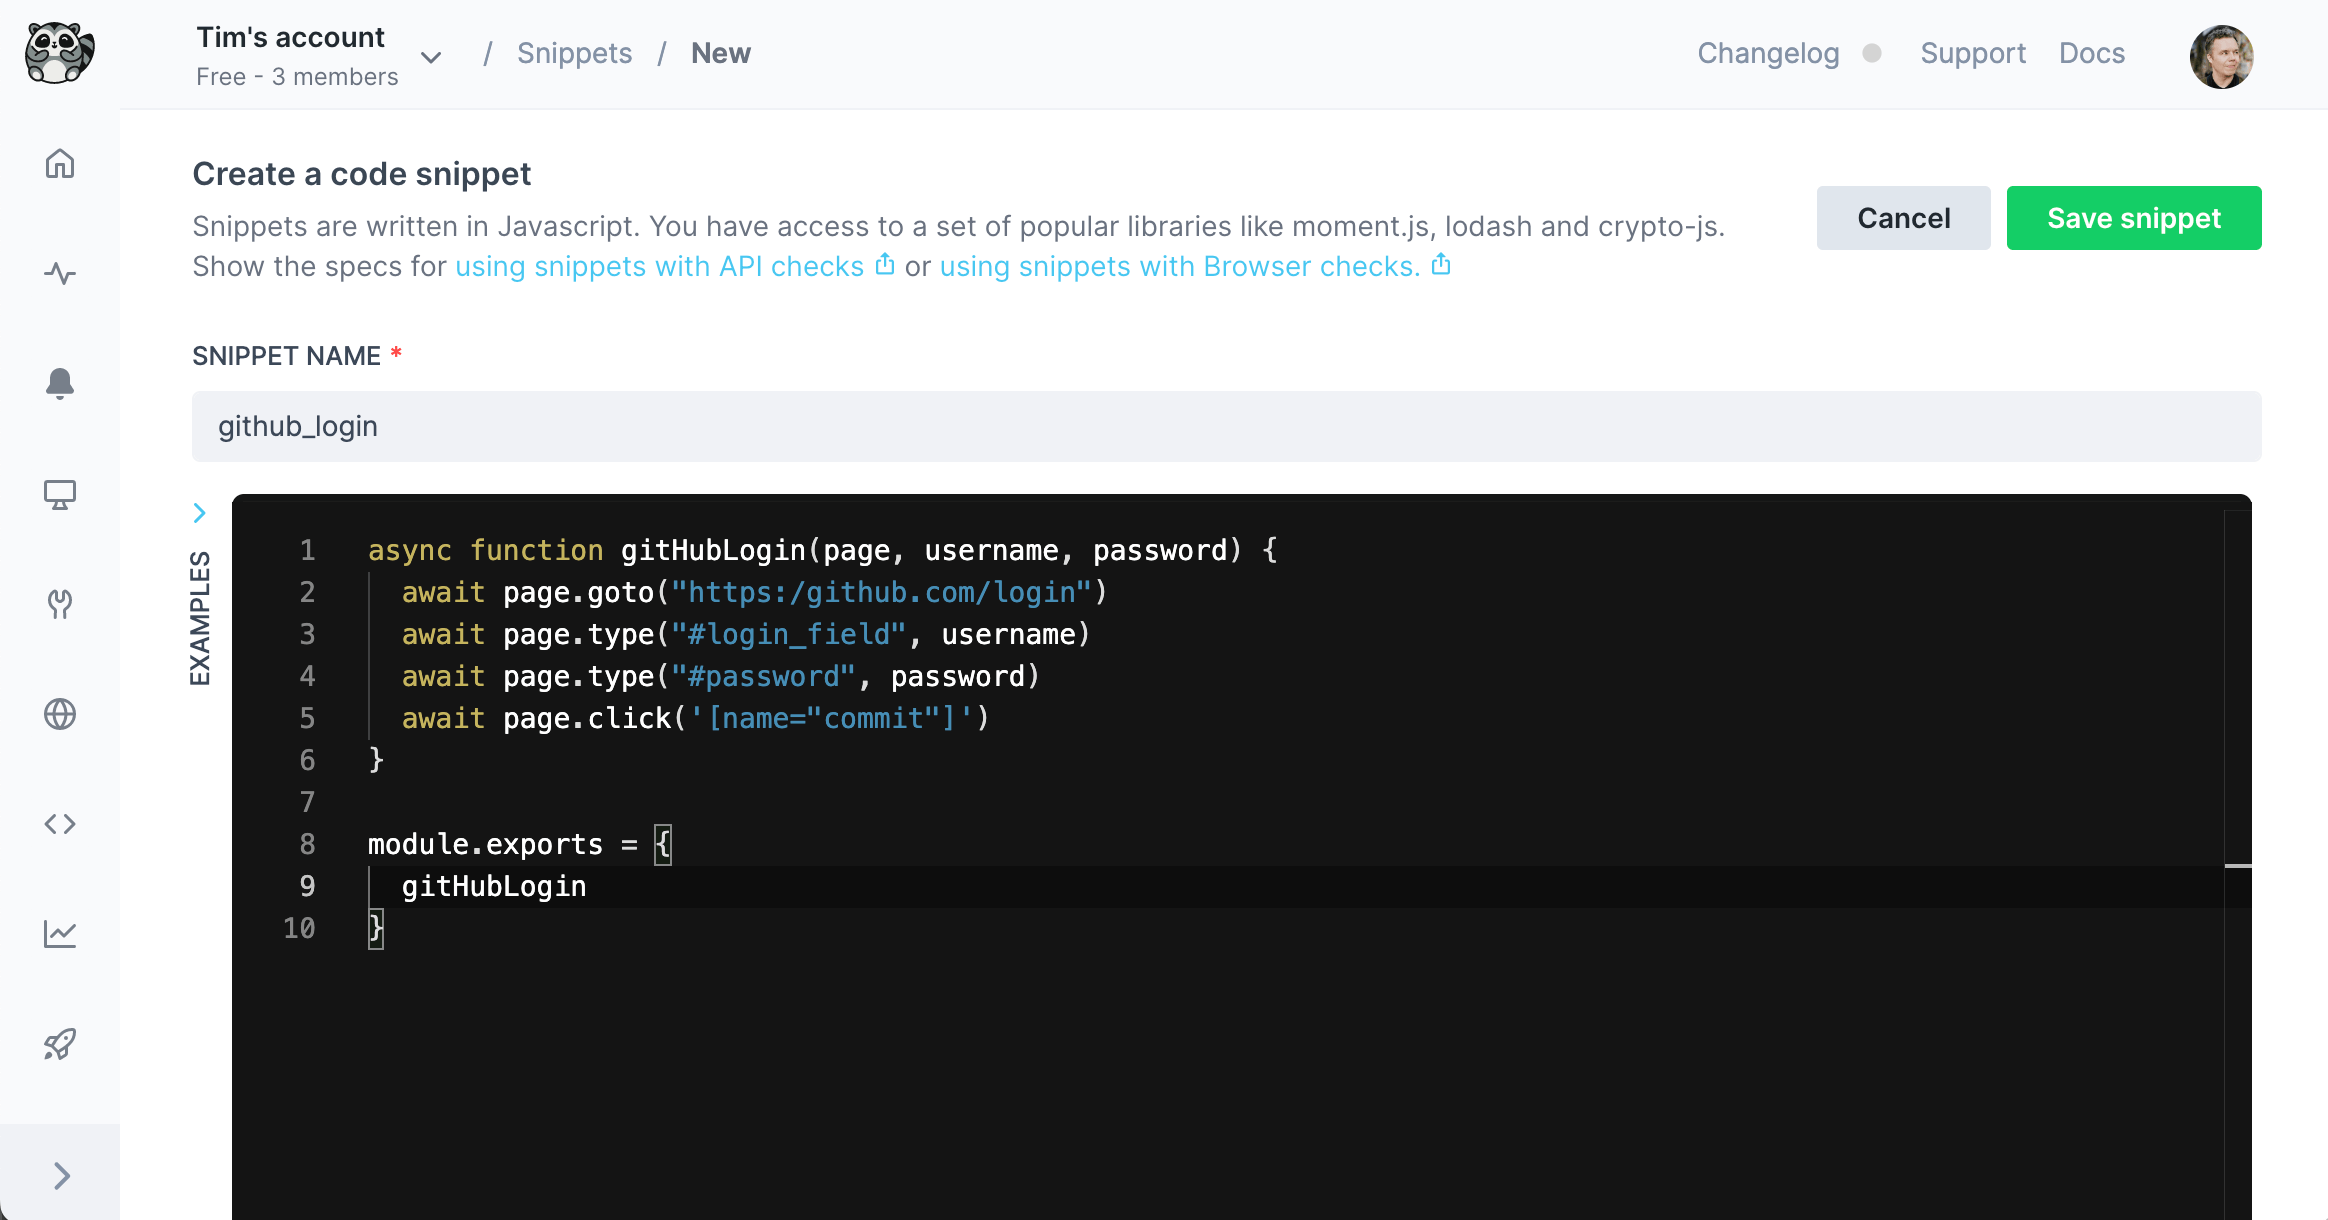 Tim's account
Free - 3 members
/ Snippets / New
Changelog Support Docs
Create a code snippet
Snippets are written in Javascript. You have access to a set of popular libraries like moment.js, lodash and crypto-js.
Show the specs for using snippets with API checks or using snippets with Browser checks.
Cancel
Save snippet
SNIPPET NAME *
github_login
EXAMPLES
1 async function gitHubLogin(page, username, password) {
2 await page.goto("https:/github.com/login")
3 await page.type("#login_field", username)
4 await page.type("#password", password)
5 await page.click('[name="commit"]')
6 }
7
8 module.exports = {
9 gitHubLogin
10 }